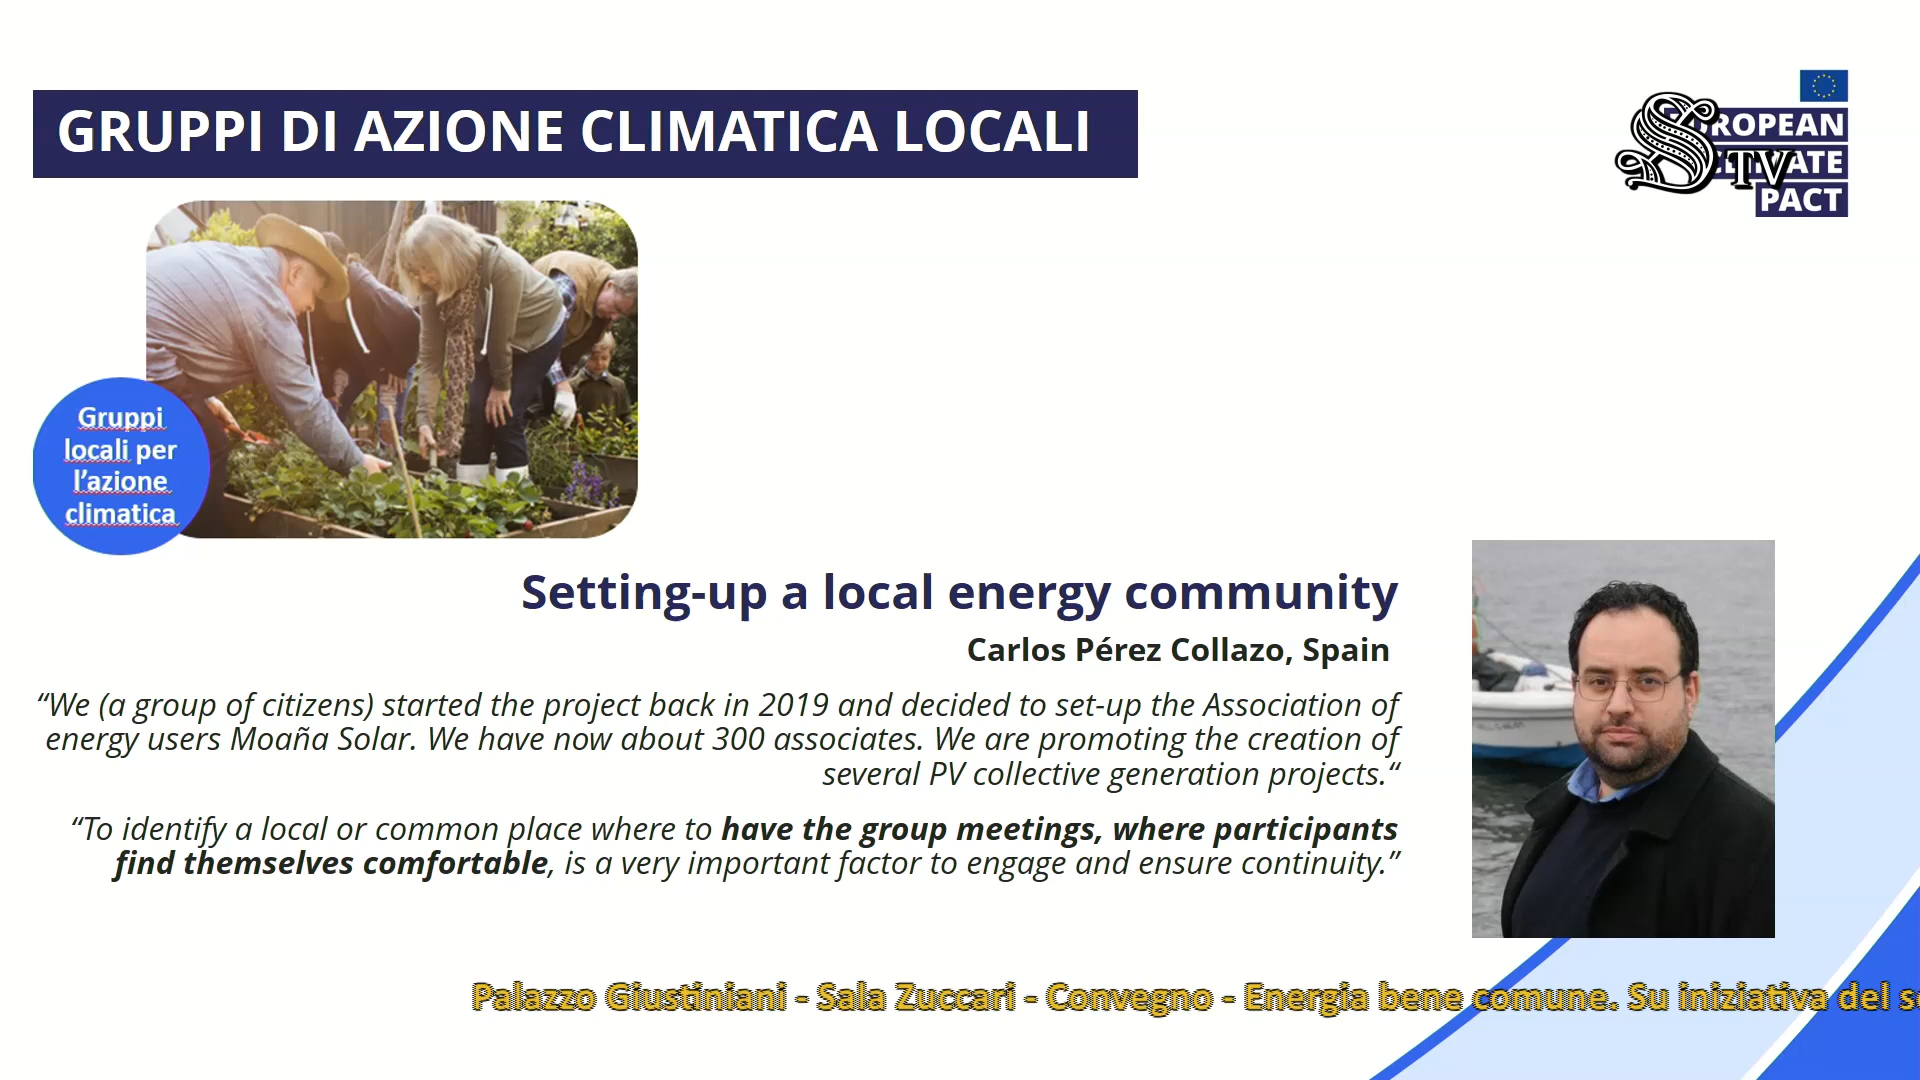 GRUPPI DI AZIONE CLIMATICA LOCALI
EUROPEAN
CLIMATE
PACT
S TV
Gruppi
locali per
l'azione
climatica
Setting-up a local energy community
Carlos Pérez Collazo, Spain
“We (a group of citizens) started the project back in 2019 and decided to set-up the Association of
energy users Moaña Solar. We have now about 300 associates. We are promoting the creation of
several PV collective generation projects.“
“To identify a local or common place where to have the group meetings, where participants
find themselves comfortable, is a very important factor to engage and ensure continuity.”
Palazzo Giustiniani - Sala Zuccari - Convegno - Energia bene comune. Su iniziativa del